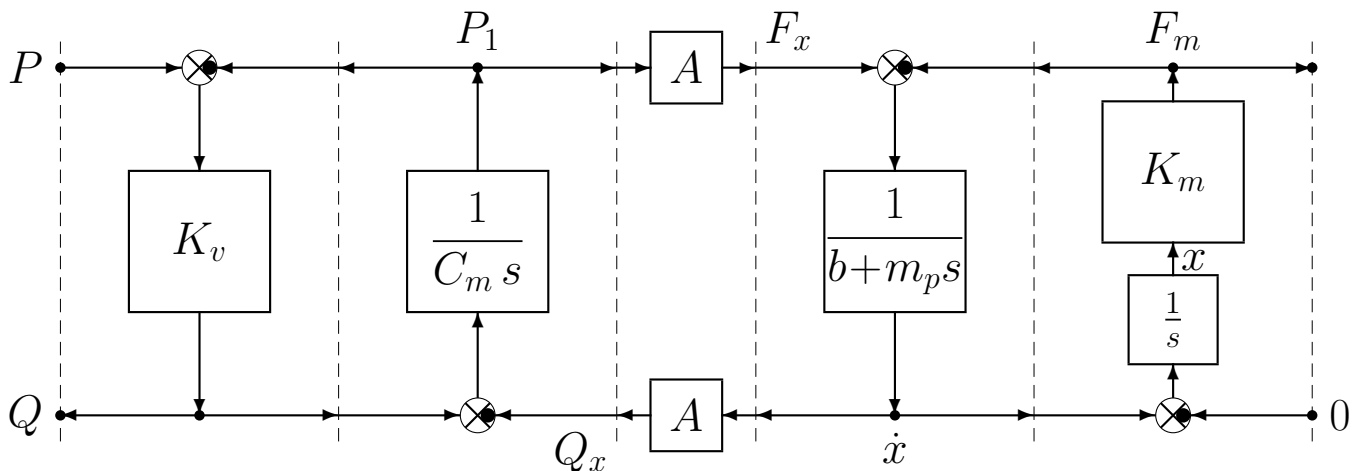 P₁ Fₓ Fₘ
P A
Kᵥ 1/(Cₘ s) 1/(b+mₚs) Kₘ
x
1/s
Q A 0
Qₓ ẋ